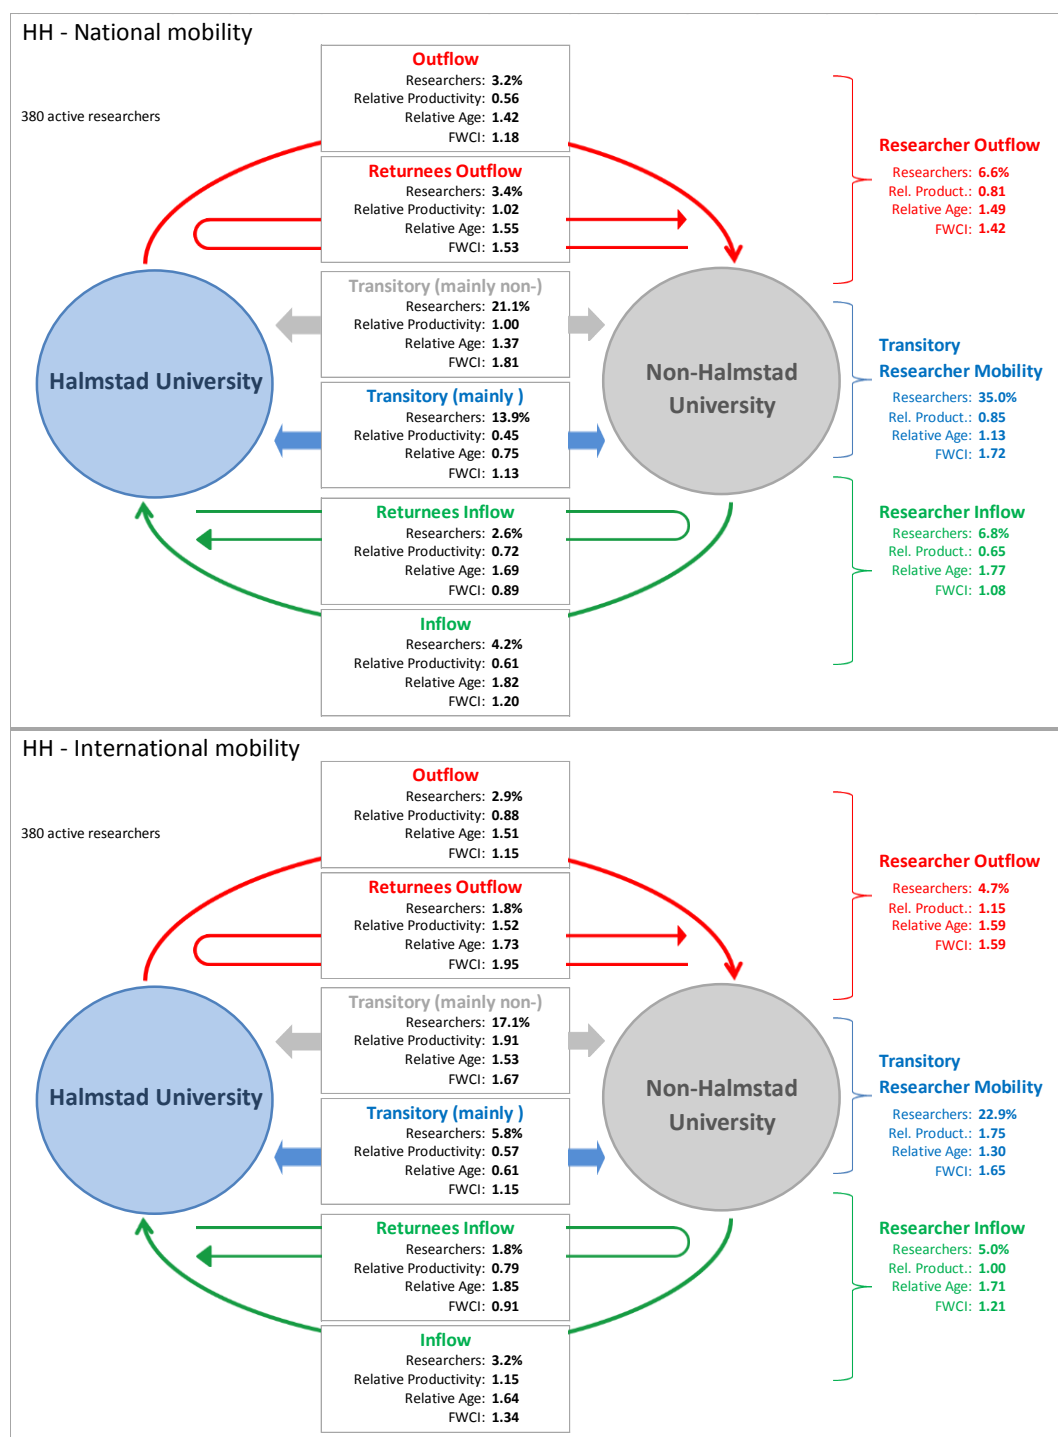 HH - National mobility
380 active researchers
Outflow
Researchers: 3.2%
Relative Productivity: 0.56
Relative Age: 1.42
FWCI: 1.18
Returnees Outflow
Researchers: 3.4%
Relative Productivity: 1.02
Relative Age: 1.55
FWCI: 1.53
Transitory (mainly non-)
Researchers: 21.1%
Relative Productivity: 1.00
Relative Age: 1.37
FWCI: 1.81
Transitory (mainly )
Researchers: 13.9%
Relative Productivity: 0.45
Relative Age: 0.75
FWCI: 1.13
Returnees Inflow
Researchers: 2.6%
Relative Productivity: 0.72
Relative Age: 1.69
FWCI: 0.89
Inflow
Researchers: 4.2%
Relative Productivity: 0.61
Relative Age: 1.82
FWCI: 1.20
Halmstad University
Non-Halmstad
University
Researcher Outflow
Researchers: 6.6%
Rel. Product.: 0.81
Relative Age: 1.49
FWCI: 1.42
Transitory
Researcher Mobility
Researchers: 35.0%
Rel. Product.: 0.85
Relative Age: 1.13
FWCI: 1.72
Researcher Inflow
Researchers: 6.8%
Rel. Product.: 0.65
Relative Age: 1.77
FWCI: 1.08
HH - International mobility
380 active researchers
Outflow
Researchers: 2.9%
Relative Productivity: 0.88
Relative Age: 1.51
FWCI: 1.15
Returnees Outflow
Researchers: 1.8%
Relative Productivity: 1.52
Relative Age: 1.73
FWCI: 1.95
Transitory (mainly non-)
Researchers: 17.1%
Relative Productivity: 1.91
Relative Age: 1.53
FWCI: 1.67
Transitory (mainly )
Researchers: 5.8%
Relative Productivity: 0.57
Relative Age: 0.61
FWCI: 1.15
Returnees Inflow
Researchers: 1.8%
Relative Productivity: 0.79
Relative Age: 1.85
FWCI: 0.91
Inflow
Researchers: 3.2%
Relative Productivity: 1.15
Relative Age: 1.64
FWCI: 1.34
Halmstad University
Non-Halmstad
University
Researcher Outflow
Researchers: 4.7%
Rel. Product.: 1.15
Relative Age: 1.59
FWCI: 1.59
Transitory
Researcher Mobility
Researchers: 22.9%
Rel. Product.: 1.75
Relative Age: 1.30
FWCI: 1.65
Researcher Inflow
Researchers: 5.0%
Rel. Product.: 1.00
Relative Age: 1.71
FWCI: 1.21